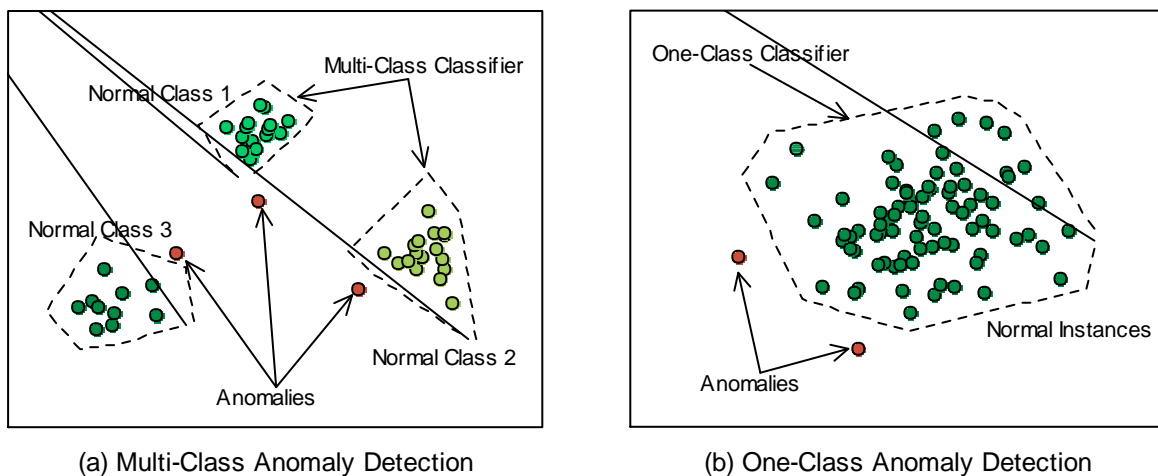 Multi-Class Classifier
Normal Class 1
Normal Class 3
Normal Class 2
Anomalies
(a) Multi-Class Anomaly Detection
One-Class Classifier
Normal Instances
Anomalies
(b) One-Class Anomaly Detection